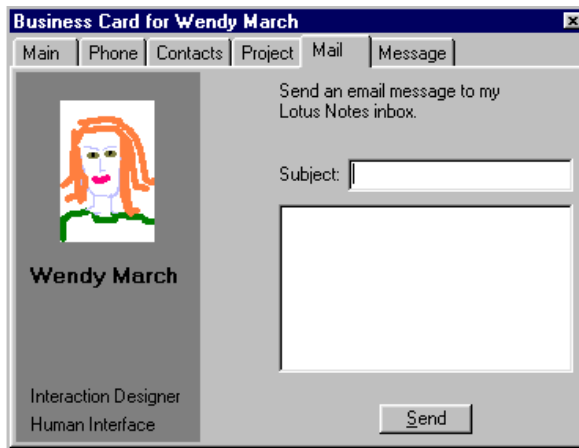 Business Card for Wendy March
Main Phone Contacts Project Mail Message
Send an email message to my
Lotus Notes inbox.
Subject:
Wendy March
Interaction Designer
Human Interface
Send